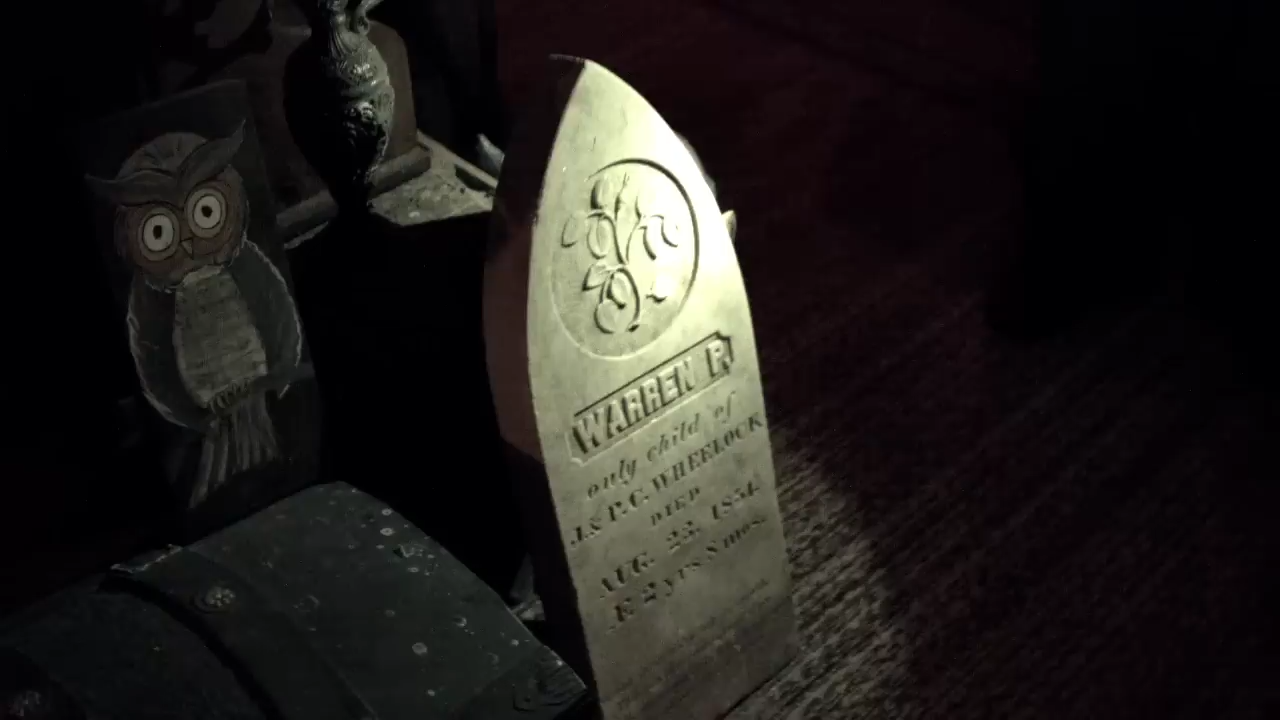 WARREN P.
only child of
J. & P. C. WHEELOCK
DIED
AUG. 23, 1854.
Æ. 2 yrs 8 mos.